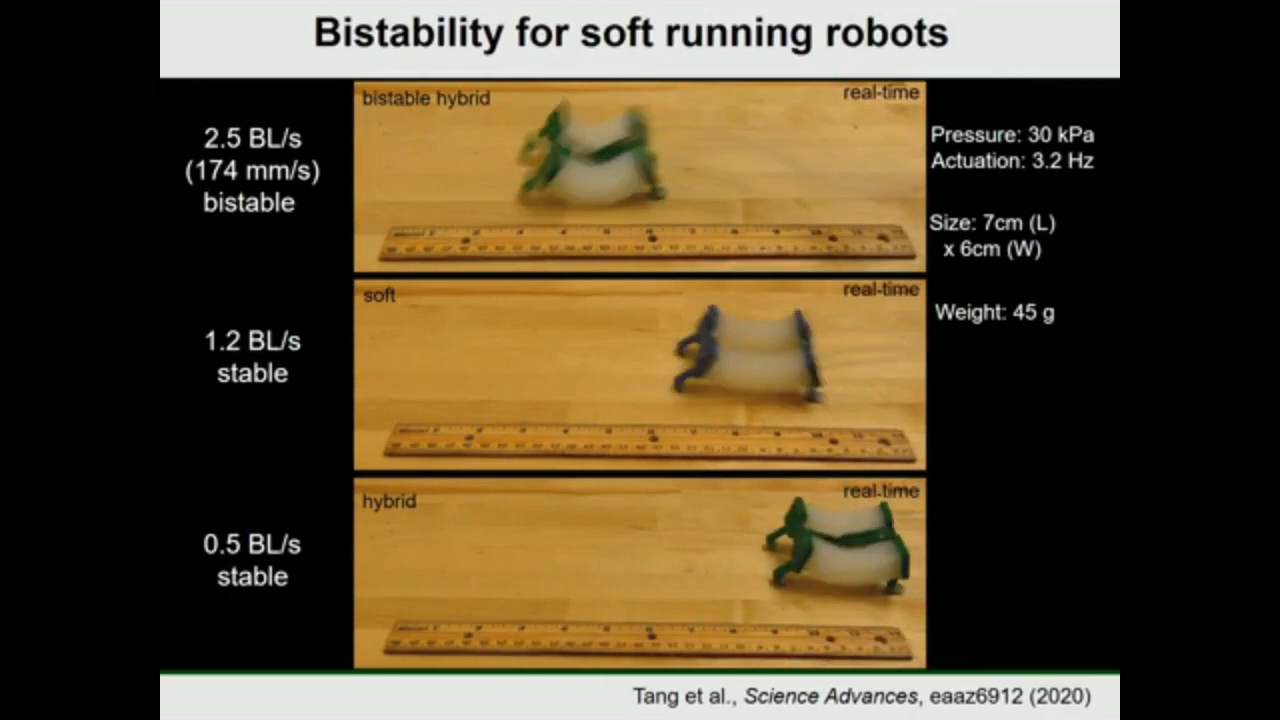 Bistability for soft running robots
2.5 BL/s
(174 mm/s)
bistable
bistable hybrid
real-time
Pressure: 30 kPa
Actuation: 3.2 Hz
Size: 7cm (L)
x 6cm (W)
Weight: 45 g
1.2 BL/s
stable
soft
real-time
0.5 BL/s
stable
hybrid
real-time
Tang et al., Science Advances, eaaz6912 (2020)